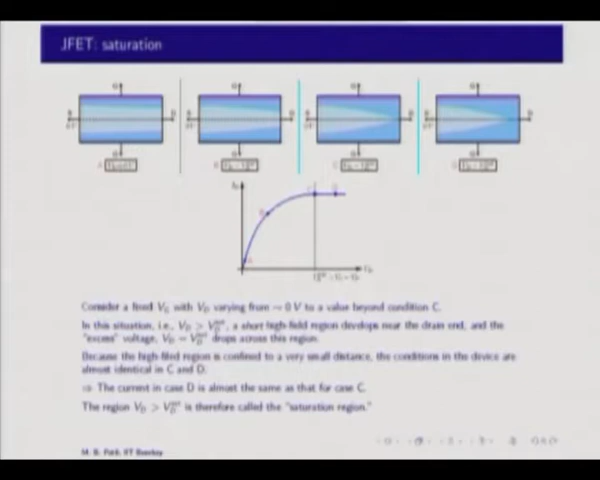 JFET: saturation
Consider a fixed V_G with V_D varying from ~ 0 V to a value beyond condition C.
In this situation, i.e., V_D > V_D^sat, a short high-field region develops near the drain end, and the
"excess" voltage, V_D − V_D^sat drops across this region.
Because the high-filed region is confined to a very small distance, the conditions in the device are
almost identical in C and D.
⇒ The current in case D is almost the same as that for case C.
The region V_D > V_D^sat is therefore called the "saturation region."
M. B. Patil, IIT Bombay